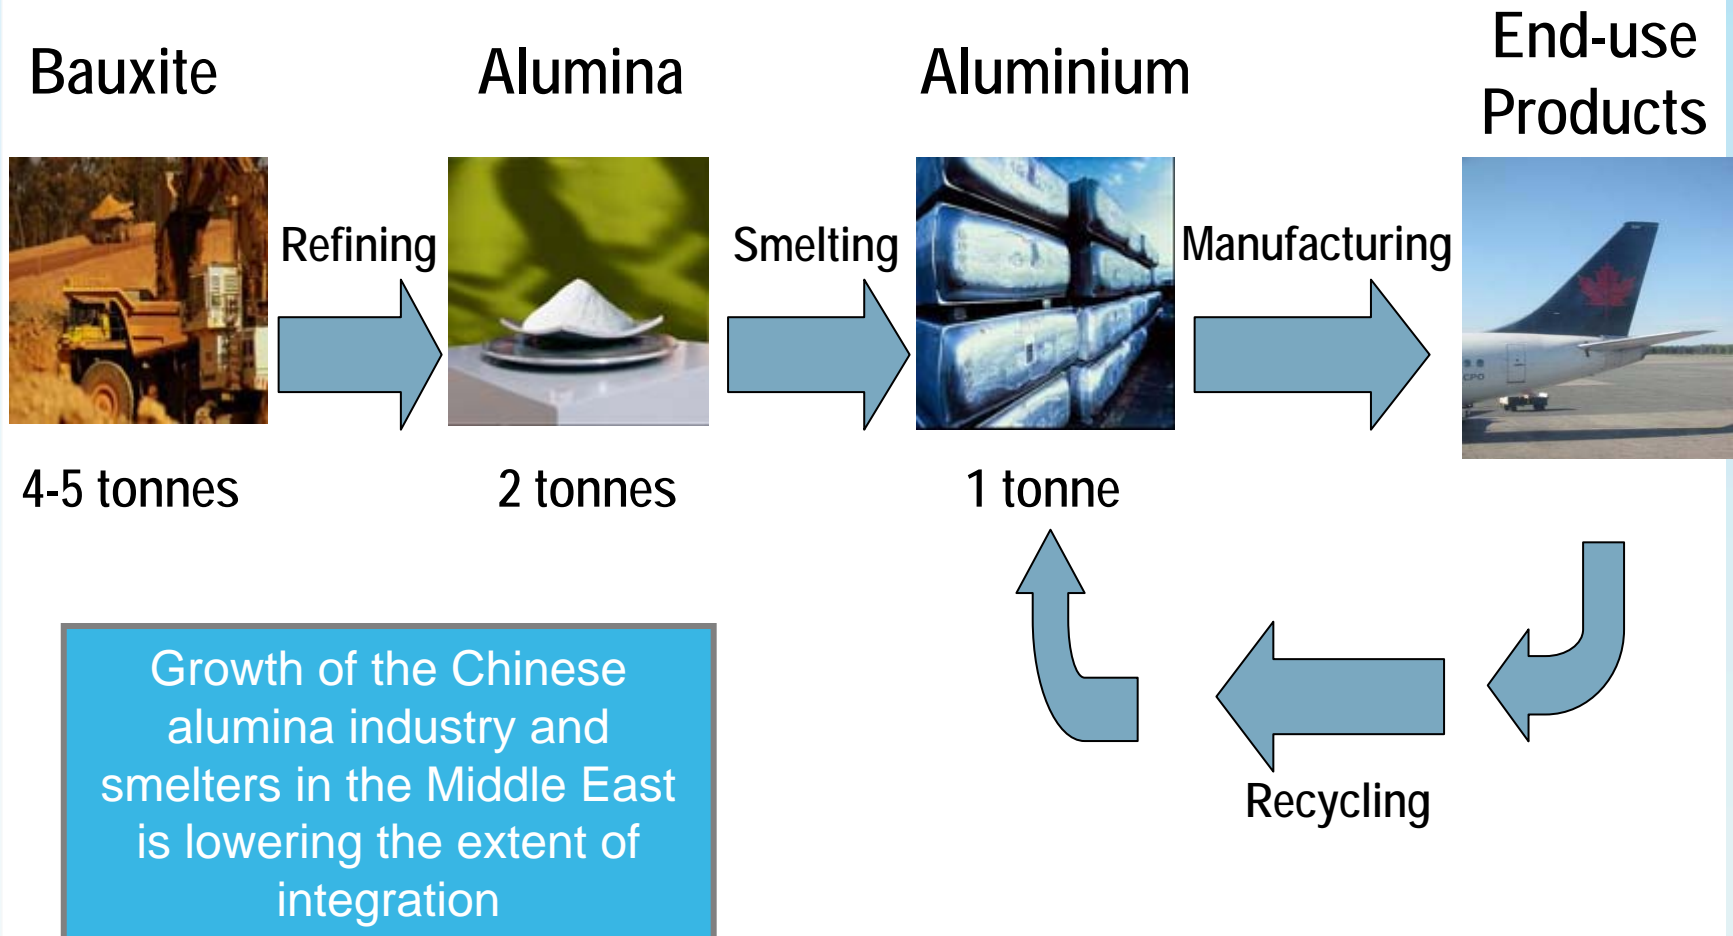 Bauxite
Alumina
Aluminium
End-use
Products
Refining
Smelting
Manufacturing
CPD
4-5 tonnes
2 tonnes
1 tonne
Growth of the Chinese
alumina industry and
smelters in the Middle East
is lowering the extent of
integration
Recycling